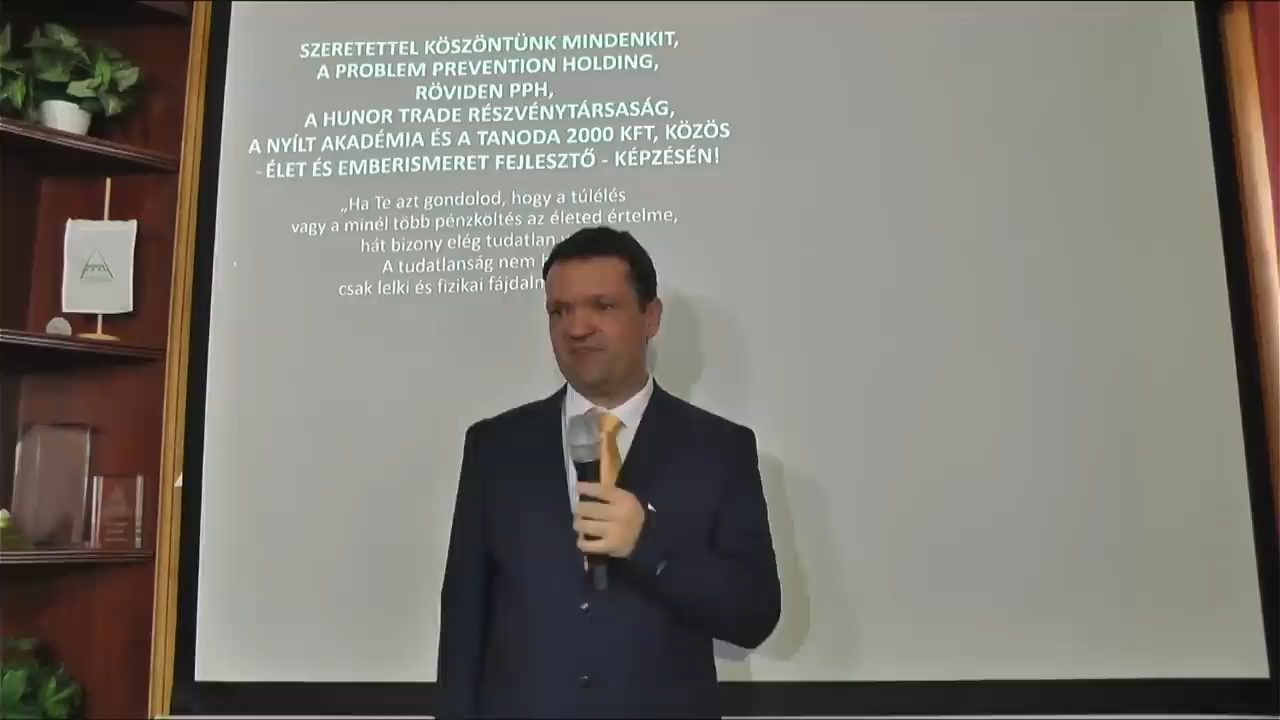 SZERETETTEL KÖSZÖNTÜNK MINDENKIT,
A PROBLEM PREVENTION HOLDING,
RÖVIDEN PPH,
A HUNOR TRADE RÉSZVÉNYTÁRSASÁG,
A NYÍLT AKADÉMIA ÉS A TANODA 2000 KFT, KÖZÖS
- ÉLET ÉS EMBERISMERET FEJLESZTŐ - KÉPZÉSÉN!
„Ha Te azt gondolod, hogy a túlélés
vagy a minél több pénzköltés az életed értelme,
hát bizony elég tudatlan
A tudatlanság nem
csak lelki és fizikai